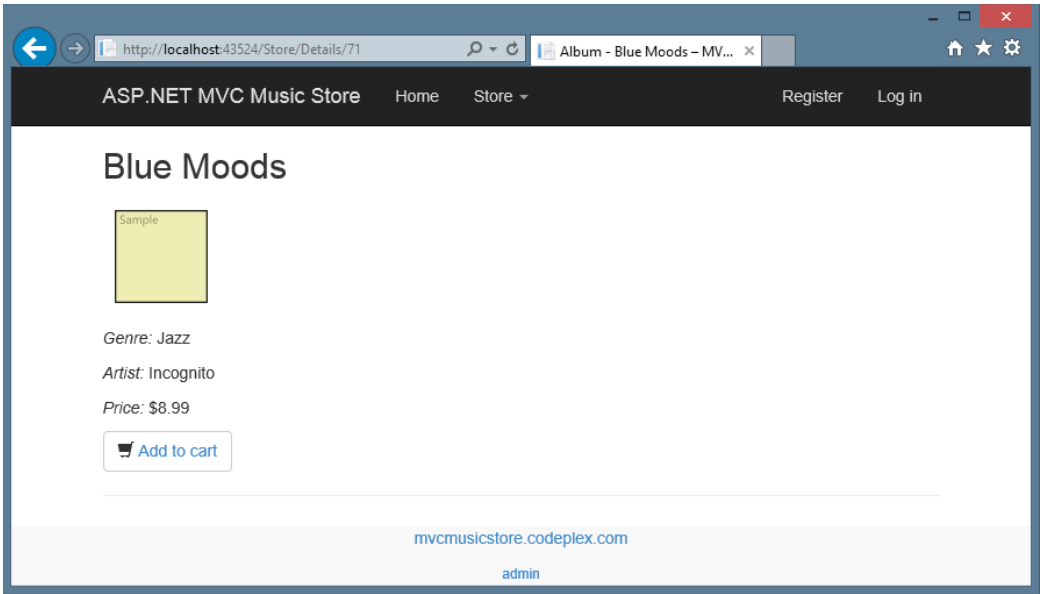 http://localhost:43524/Store/Details/71
Album - Blue Moods – MV...
ASP.NET MVC Music Store Home Store Register Log in
Blue Moods
Sample
Genre: Jazz
Artist: Incognito
Price: $8.99
Add to cart
mvcmusicstore.codeplex.com
admin